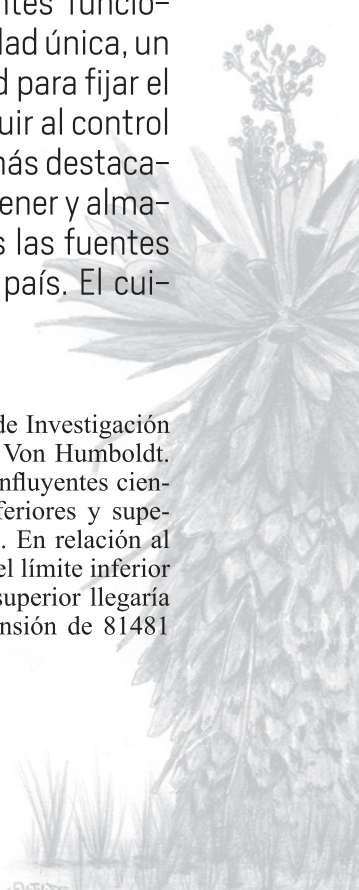 ntes funcio-
dad única, un
d para fijar el
uir al control
más destaca-
ener y alma-
s las fuentes
país. El cui-
de Investigación
Von Humboldt.
nfluyentes cien-
feriores y supe-
. En relación al
el límite inferior
superior llegaría
nsión de 81481